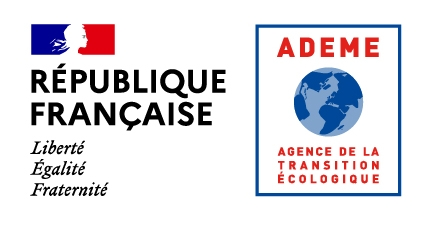 RÉPUBLIQUE
FRANÇAISE
Liberté
Égalité
Fraternité
ADEME
AGENCE DE LA
TRANSITION
ÉCOLOGIQUE